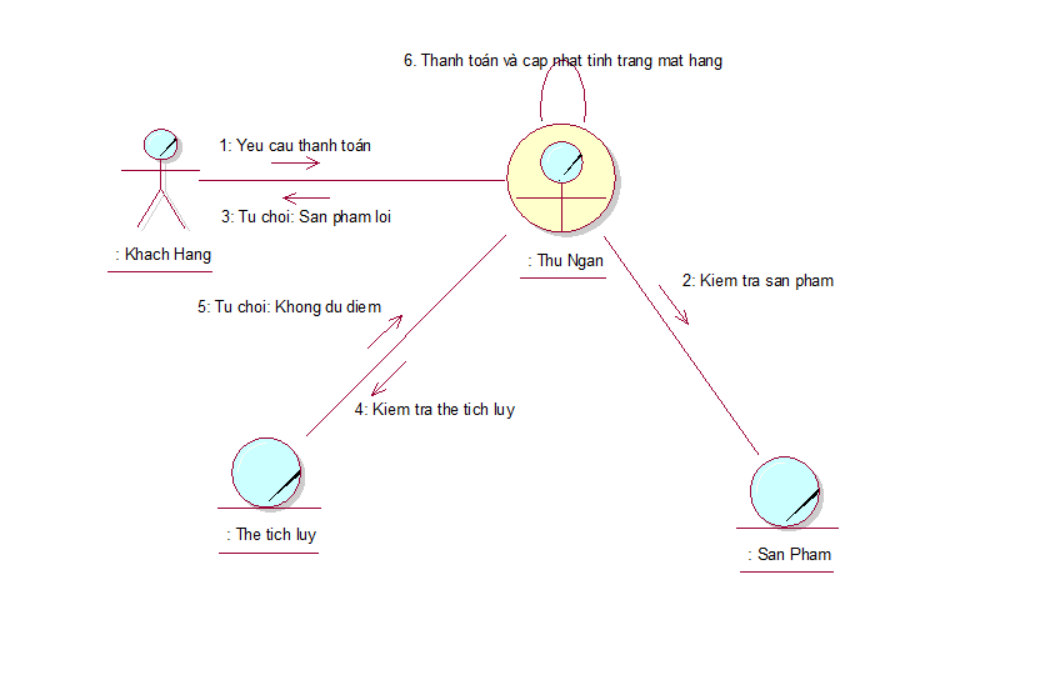 6. Thanh toán và cap nhat tinh trang mat hang
1: Yeu cau thanh toán
3: Tu choi: San pham loi
: Khach Hang
: Thu Ngan
2: Kiem tra san pham
5: Tu choi: Khong du diem
4: Kiem tra the tich luy
: The tich luy
: San Pham